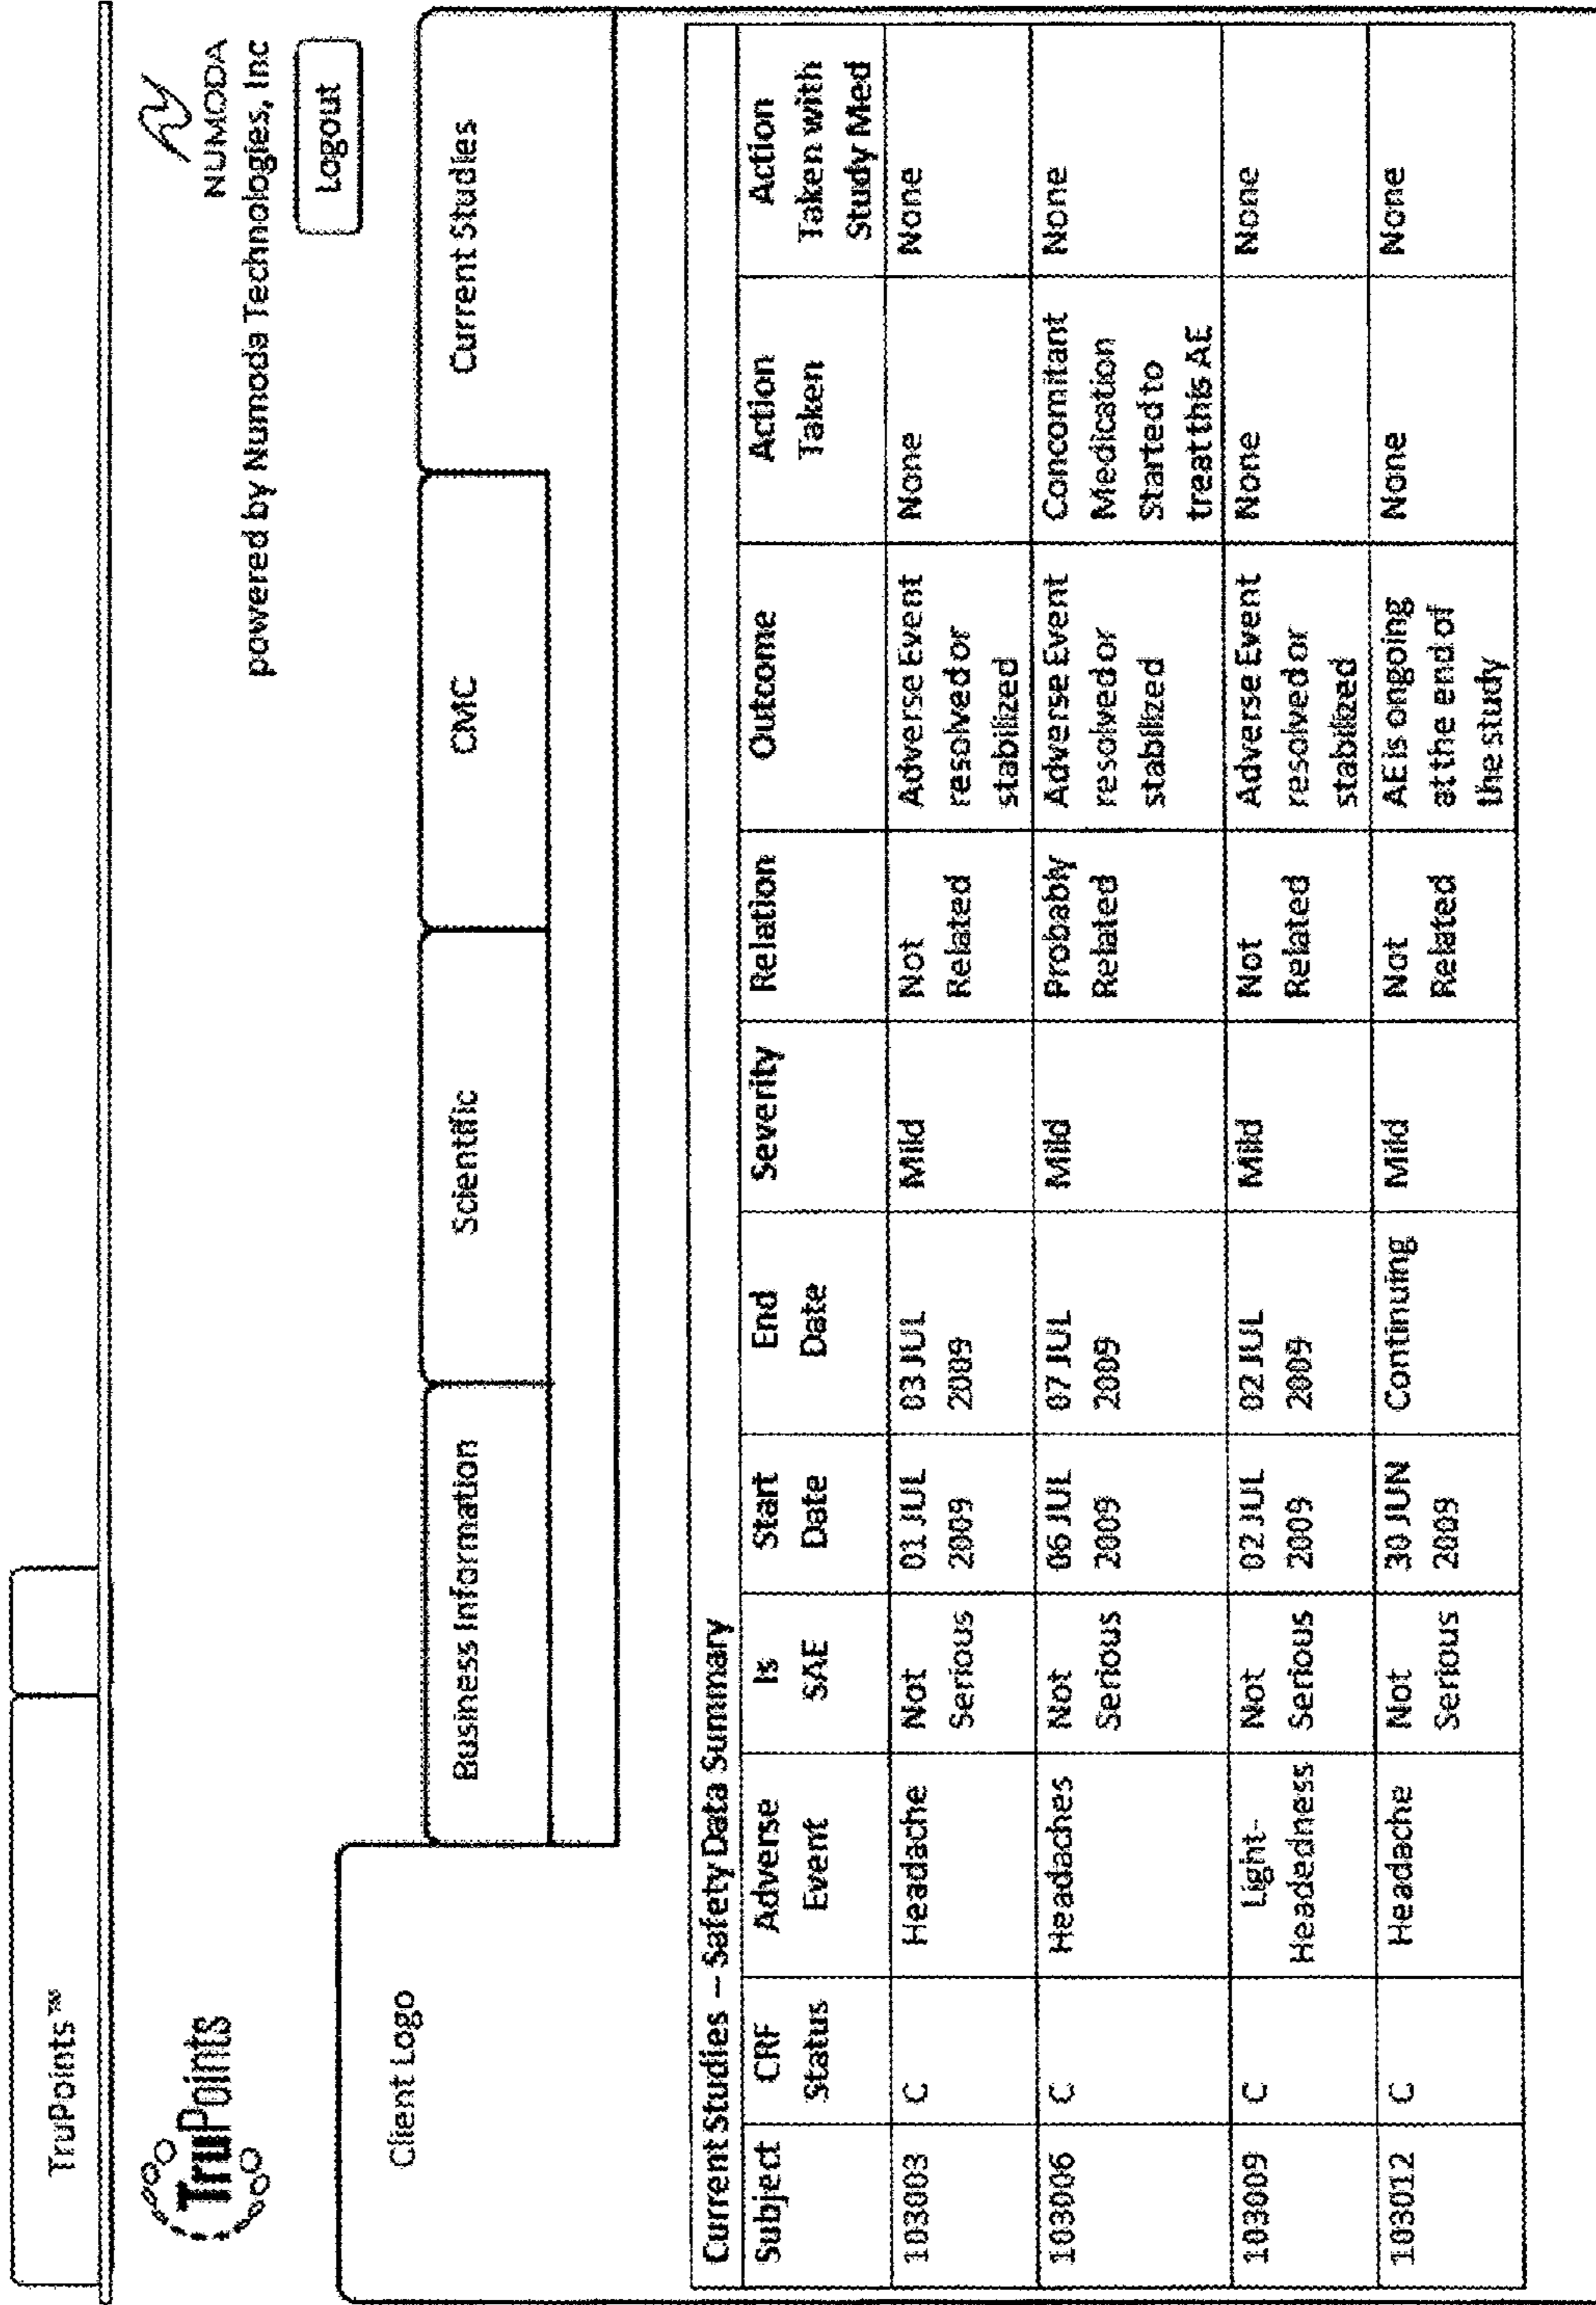 TruPoints™
TruPoints
NUMODA
powered by Numoda Technologies, Inc
Logout
Client Logo
Business Information
Scientific
CMC
Current Studies
Current Studies – Safety Data Summary
Subject
CRF
Status
Adverse
Event
Is
SAE
Start
Date
End
Date
Severity
Relation
Outcome
Action
Taken
Action
Taken with
Study Med
103003
C
Headache
Not
Serious
01 JUL
2009
03 JUL
2009
Mild
Not
Related
Adverse Event
resolved or
stabilized
None
None
103006
C
Headaches
Not
Serious
06 JUL
2009
07 JUL
2009
Mild
Probably
Related
Adverse Event
resolved or
stabilized
Concomitant
Medication
Started to
treat this AE
None
103009
C
Light-
Headedness
Not
Serious
02 JUL
2009
02 JUL
2009
Mild
Not
Related
Adverse Event
resolved or
stabilized
None
None
103012
C
Headache
Not
Serious
30 JUN
2009
Continuing
Mild
Not
Related
AE is ongoing
at the end of
the study
None
None